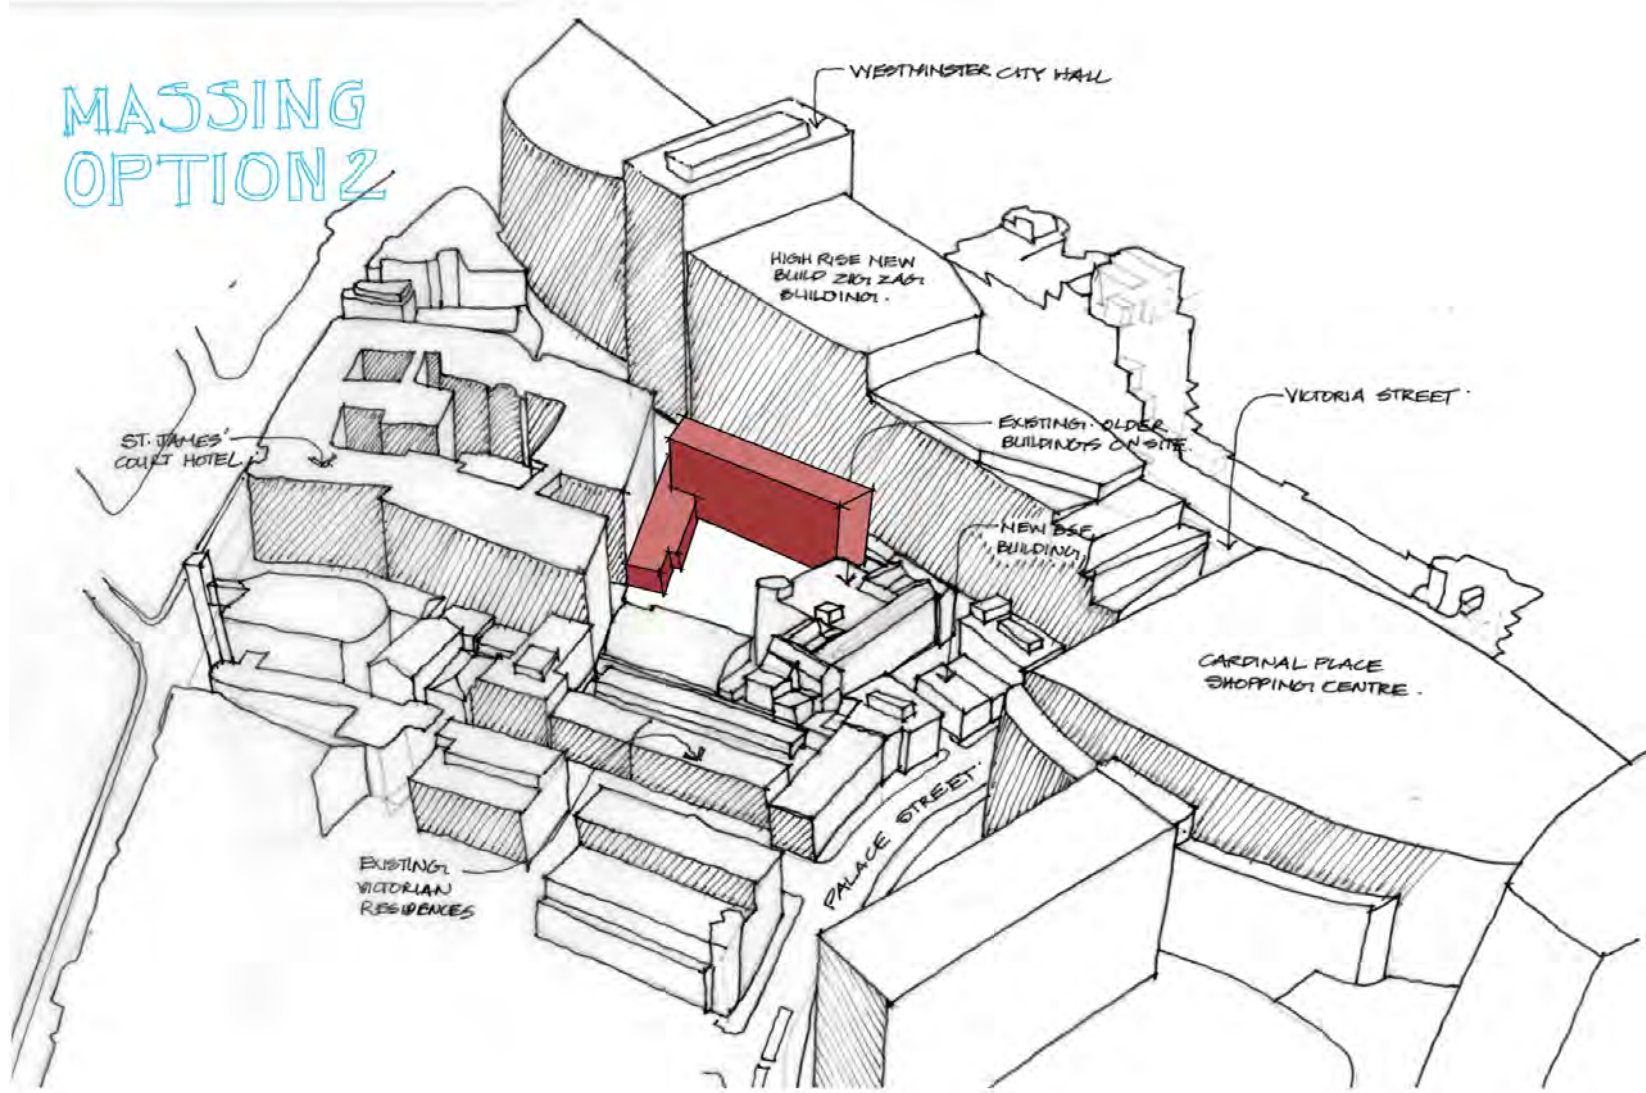 MASSING
OPTION 2
WESTMINSTER CITY HALL
HIGH RISE NEW
BUILD ZIG ZAG
BUILDING.
VICTORIA STREET.
EXISTING OLDER
BUILDINGS ON SITE.
ST. JAMES'
COURT HOTEL
NEW BSE
BUILDING
CARDINAL PLACE
SHOPPING CENTRE.
PALACE STREET.
EXISTING
VICTORIAN
RESIDENCES